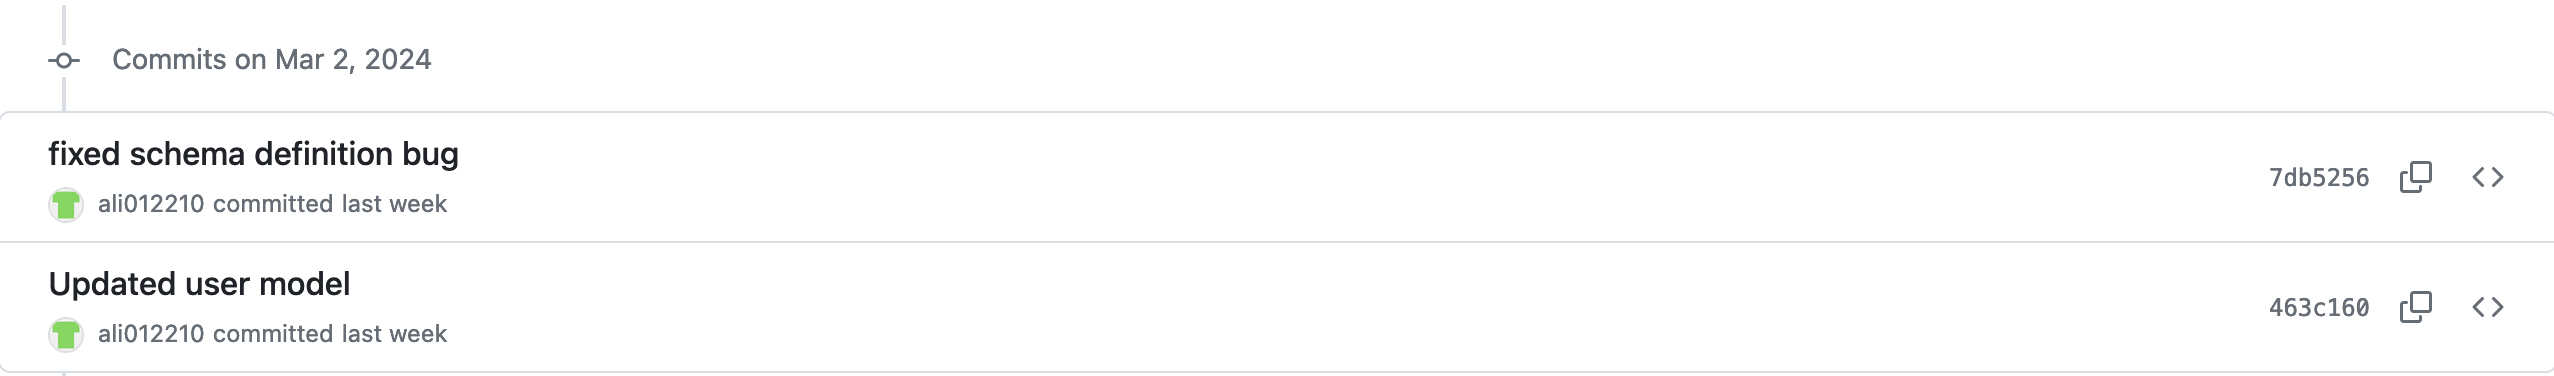 Commits on Mar 2, 2024
fixed schema definition bug
ali012210 committed last week
7db5256
Updated user model
ali012210 committed last week
463c160